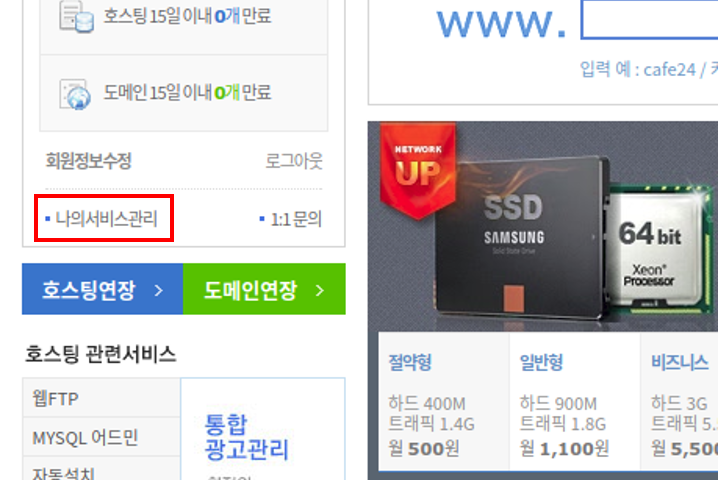 호스팅 15일 이내 0개 만료
도메인 15일 이내 0개 만료
회원정보수정
로그아웃
나의서비스관리
1:1 문의
호스팅연장 >
도메인연장 >
호스팅 관련서비스
웹FTP
MYSQL 어드민
자동설치
통합
광고관리
www.
입력 예 : cafe24 /
NETWORK
UP
SSD
SAMSUNG
Solid State Drive
64 bit
Xeon®
Processor
절약형
하드 400M
트래픽 1.4G
월 500원
일반형
하드 900M
트래픽 1.8G
월 1,100원
비즈니스
하드 3G
트래픽 5.
월 5,500